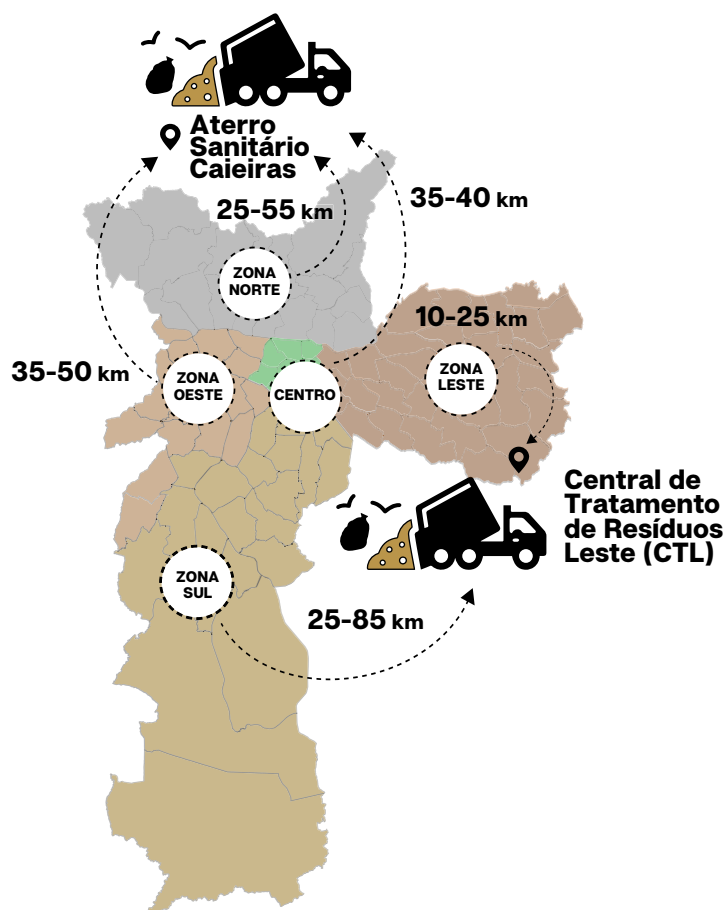 Aterro
Sanitário
Caieiras
25-55 km
35-40 km
ZONA
NORTE
10-25 km
35-50 km
ZONA
OESTE
CENTRO
ZONA
LESTE
Central de
Tratamento
de Resíduos
Leste (CTL)
ZONA
SUL
25-85 km